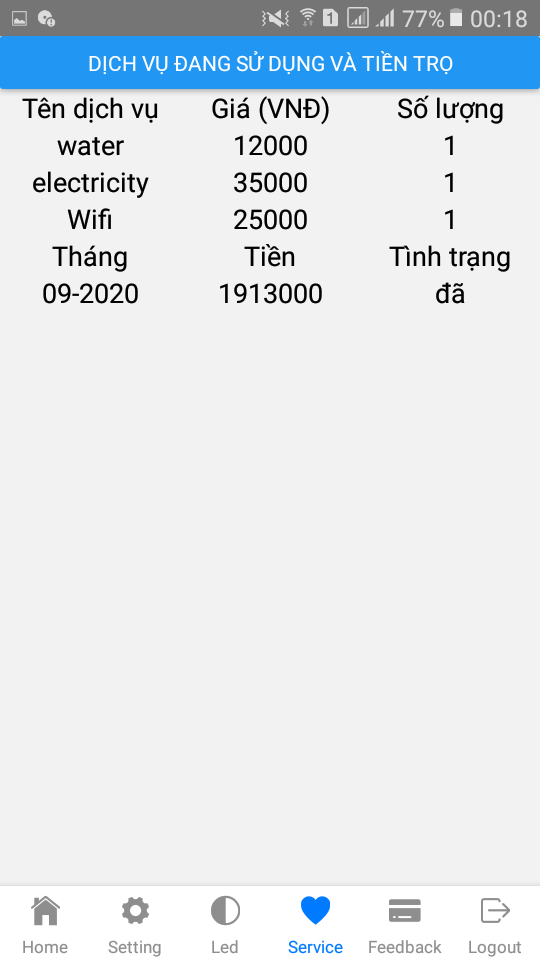 77% 00:18
DỊCH VỤ ĐANG SỬ DỤNG VÀ TIỀN TRỌ
Tên dịch vụ Giá (VNĐ) Số lượng
water 12000 1
electricity 35000 1
Wifi 25000 1
Tháng Tiền Tình trạng
09-2020 1913000 đã
Home Setting Led Service Feedback Logout